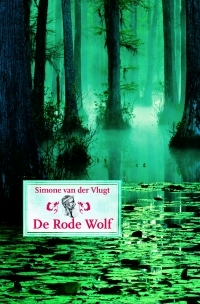 Simone van der Vlugt
De Rode Wolf